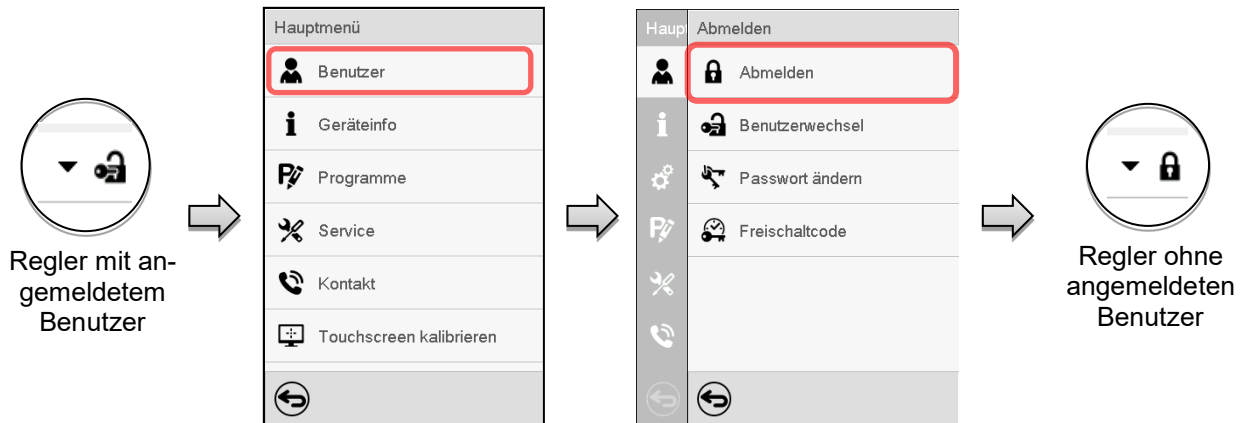 Regler mit an-
gemeldetem
Benutzer
Hauptmenü
Benutzer
Geräteinfo
Programme
Service
Kontakt
Touchscreen kalibrieren
Haup
Abmelden
Abmelden
Benutzerwechsel
Passwort ändern
Freischaltcode
Regler ohne
angemeldeten
Benutzer